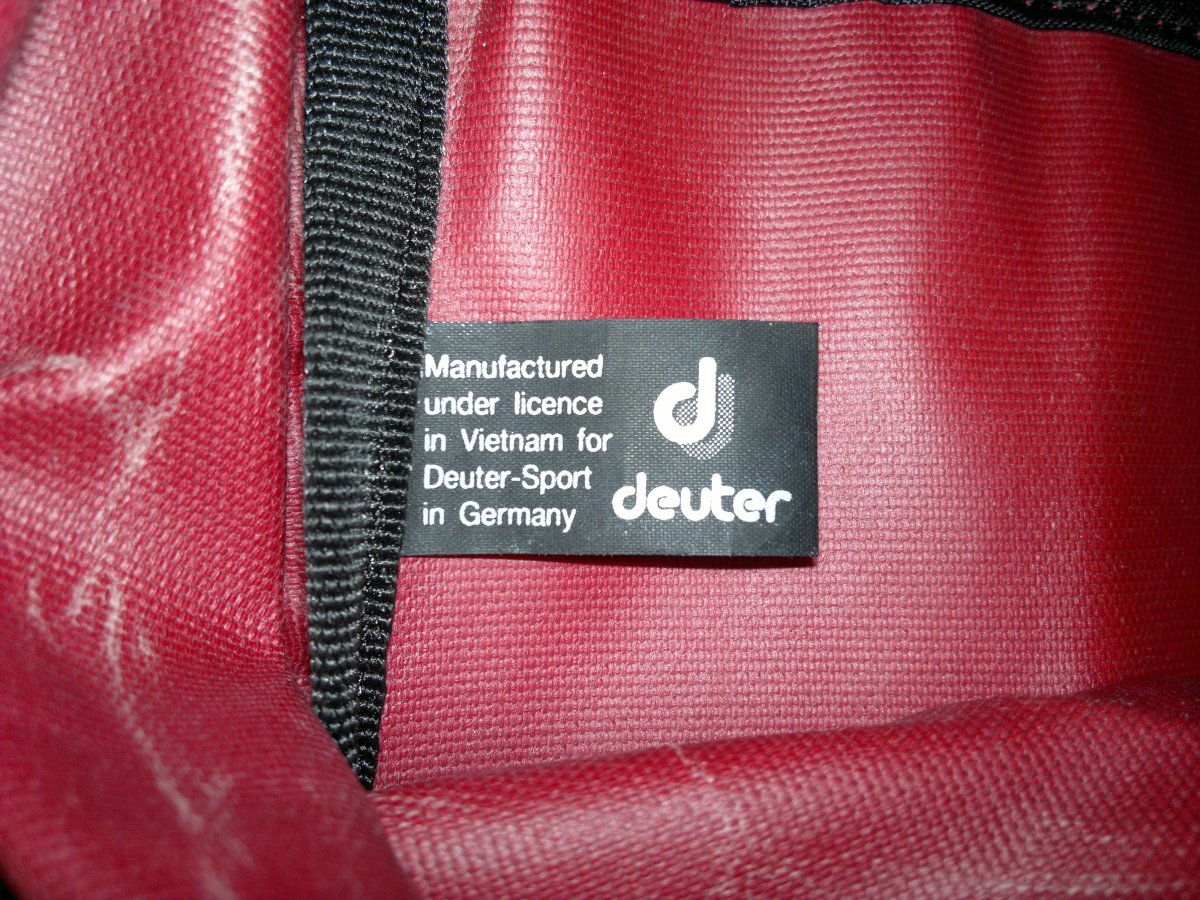 Manufactured
under licence
in Vietnam for
Deuter-Sport
in Germany
d
deuter